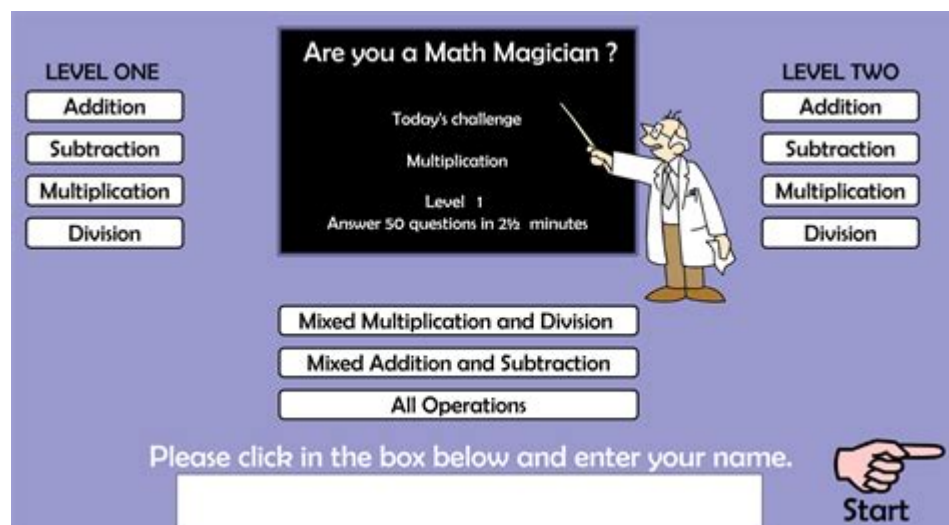 Are you a Math Magician ?
Today's challenge
Multiplication
Level 1
Answer 50 questions in 2½ minutes
LEVEL ONE
Addition
Subtraction
Multiplication
Division
LEVEL TWO
Addition
Subtraction
Multiplication
Division
Mixed Multiplication and Division
Mixed Addition and Subtraction
All Operations
Please click in the box below and enter your name.
Start